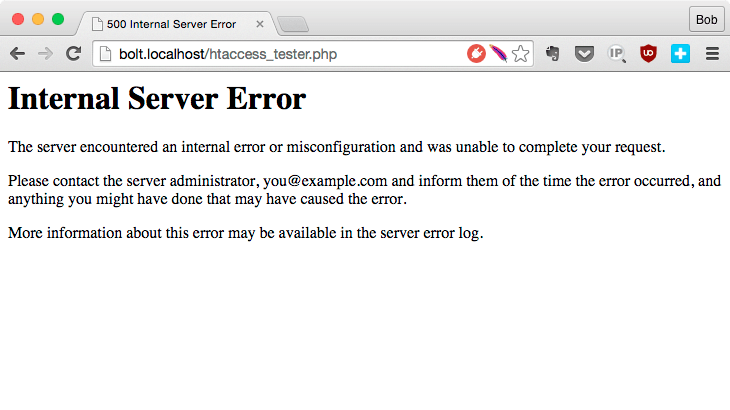 500 Internal Server Error
Bob
bolt.localhost/htaccess_tester.php
IP
UD
Internal Server Error
The server encountered an internal error or misconfiguration and was unable to complete your request.
Please contact the server administrator, you@example.com and inform them of the time the error occurred, and
anything you might have done that may have caused the error.
More information about this error may be available in the server error log.